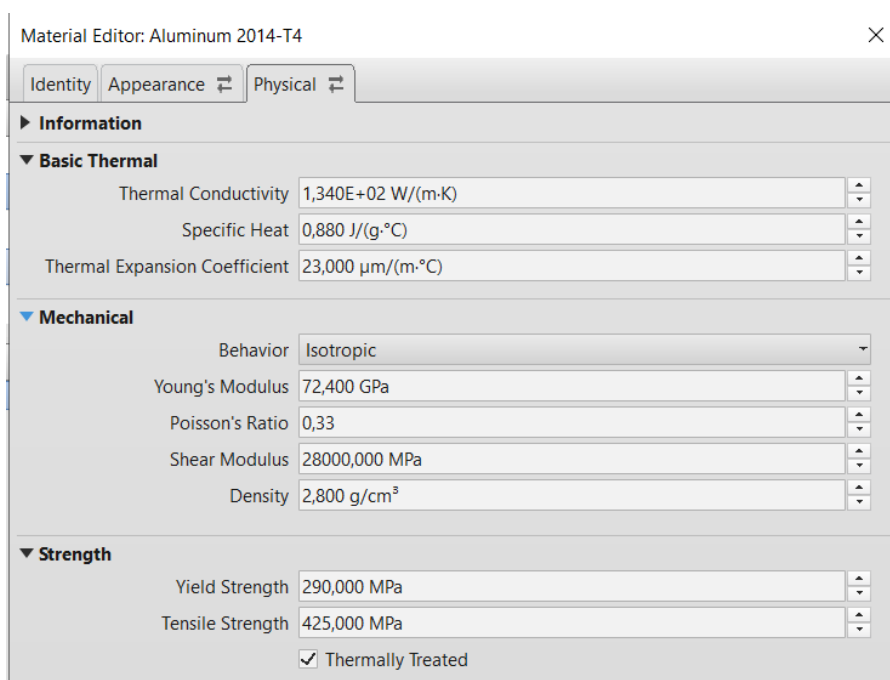 Material Editor: Aluminum 2014-T4
Identity Appearance Physical
Information
Basic Thermal
Thermal Conductivity 1,340E+02 W/(m·K)
Specific Heat 0,880 J/(g·°C)
Thermal Expansion Coefficient 23,000 µm/(m·°C)
Mechanical
Behavior Isotropic
Young's Modulus 72,400 GPa
Poisson's Ratio 0,33
Shear Modulus 28000,000 MPa
Density 2,800 g/cm³
Strength
Yield Strength 290,000 MPa
Tensile Strength 425,000 MPa
Thermally Treated